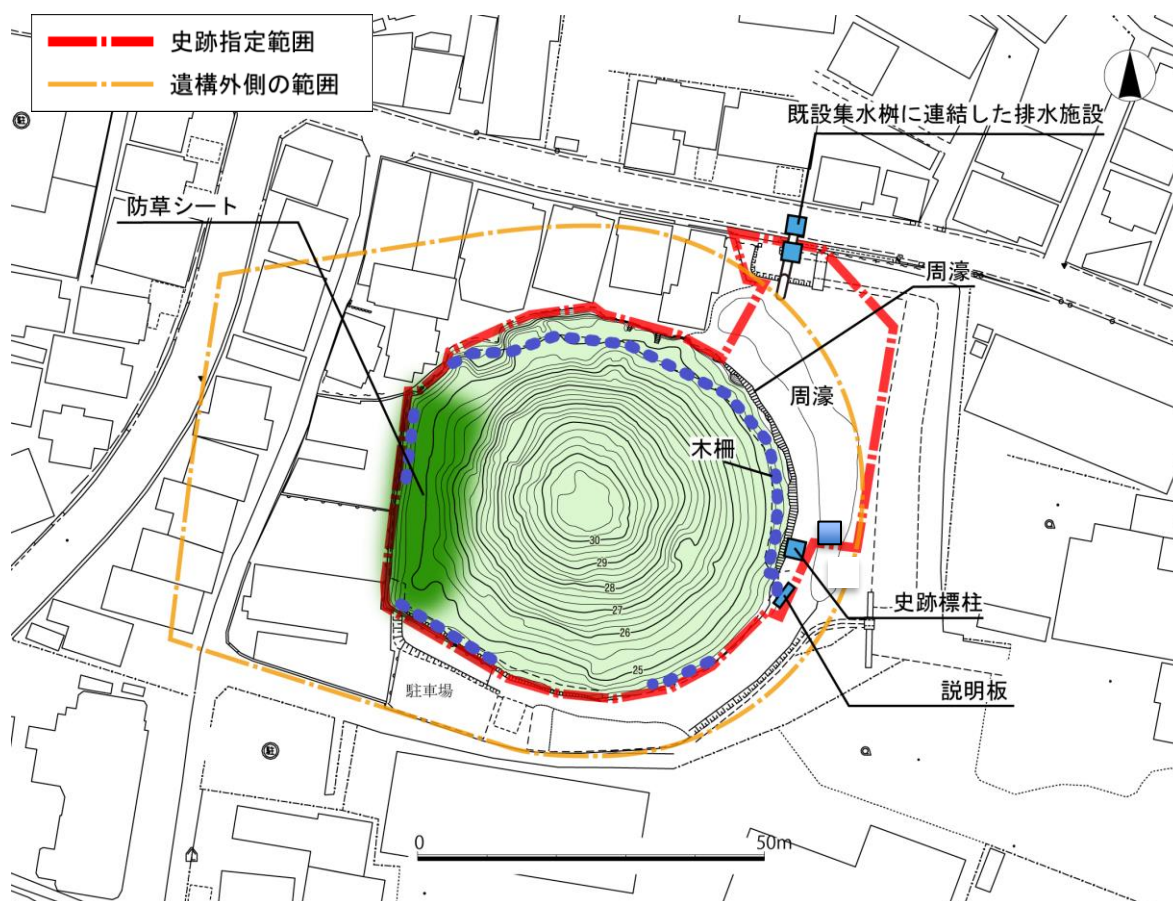 史跡指定範囲
遺構外側の範囲
既設集水桝に連結した排水施設
防草シート
周濠
周濠
木柵
30
29
28
27
26
25
史跡標柱
説明板
駐車場
0
50m